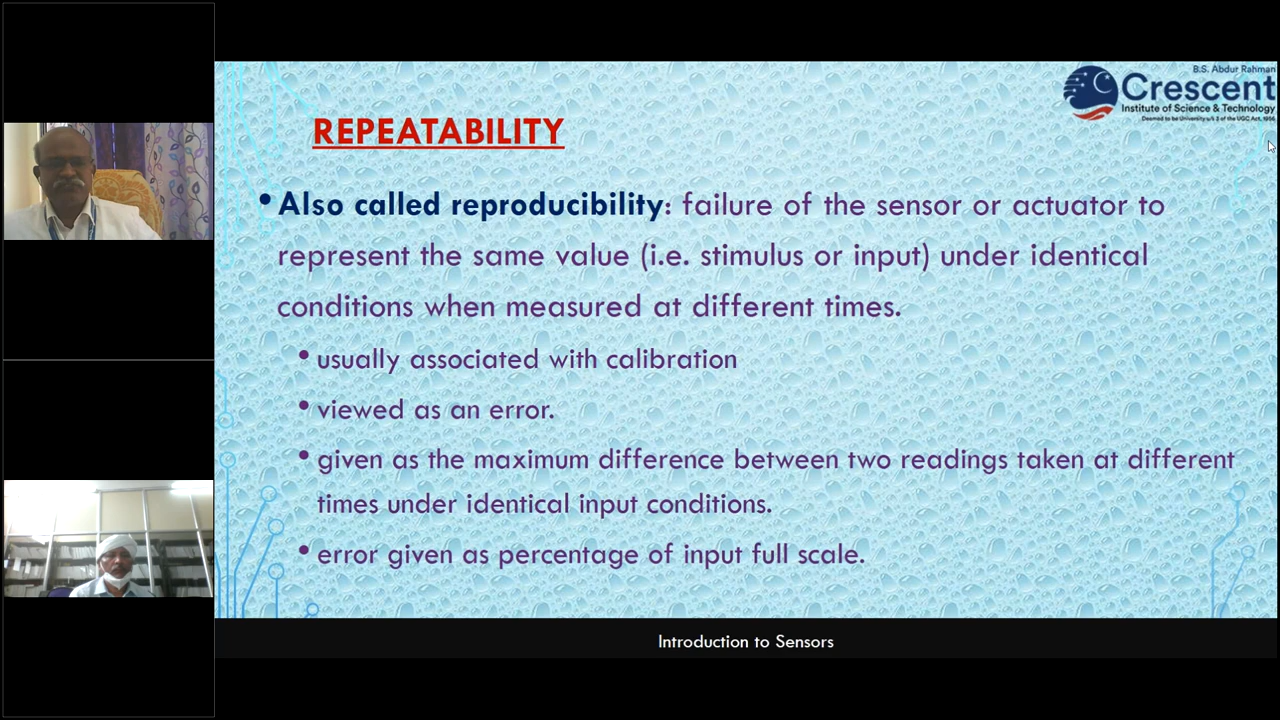 B.S. Abdur Rahman
Crescent
Institute of Science & Technology
Deemed to be University u/s 3 of the UGC Act, 1956
REPEATABILITY
• Also called reproducibility: failure of the sensor or actuator to
represent the same value (i.e. stimulus or input) under identical
conditions when measured at different times.
• usually associated with calibration
• viewed as an error.
• given as the maximum difference between two readings taken at different
times under identical input conditions.
• error given as percentage of input full scale.
Introduction to Sensors